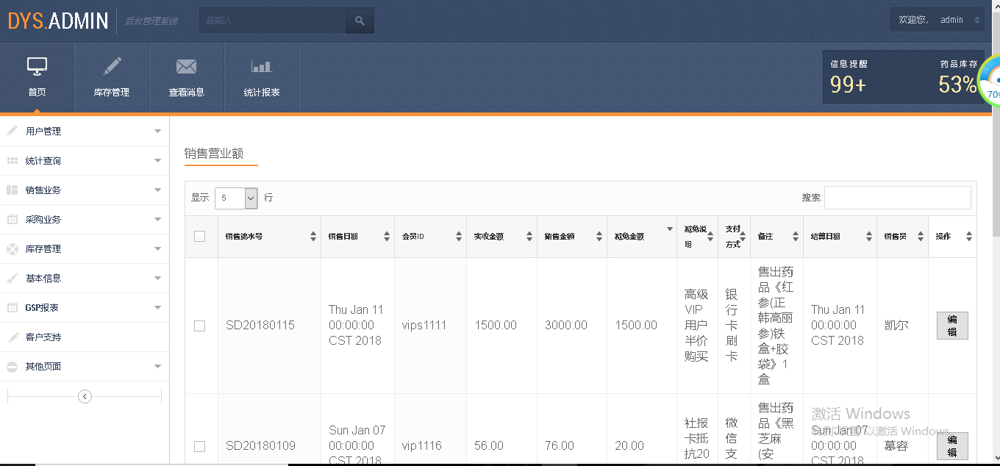 DYS.ADMIN
后台管理系统
请输入
欢迎您, admin
首页
库存管理
查看消息
统计报表
信息提醒
99+
药品库存
53%
70
用户管理
统计查询
销售业务
采购业务
库存管理
基本信息
GSP报表
客户支持
其他页面
销售营业额
显示 5 行
搜索:
销售流水号
销售日期
会员ID
实收金额
销售金额
减免金额
减免说
明
支付
方式
备注
结算日期
销售员
操作
SD20180115
Thu Jan 11
00:00:00
CST 2018
vips1111
1500.00
3000.00
1500.00
高级
VIP
用户
半价
购买
银
行
卡
刷
卡
售出药
品《红
参(正
韩高丽
参)铁
盒+胶
袋》1
盒
Thu Jan 11
00:00:00
CST 2018
凯尔
编
辑
SD20180109
Sun Jan 07
00:00:00
CST 2018
vip1116
56.00
76.00
20.00
社报
卡抵
抗20
微
信
支
售出药
品《黑
芝麻
(安
Sun Jan 07
00:00:00
CST 2018
慕容
编
辑
激活 Windows
转到"设置"以激活 Windows。